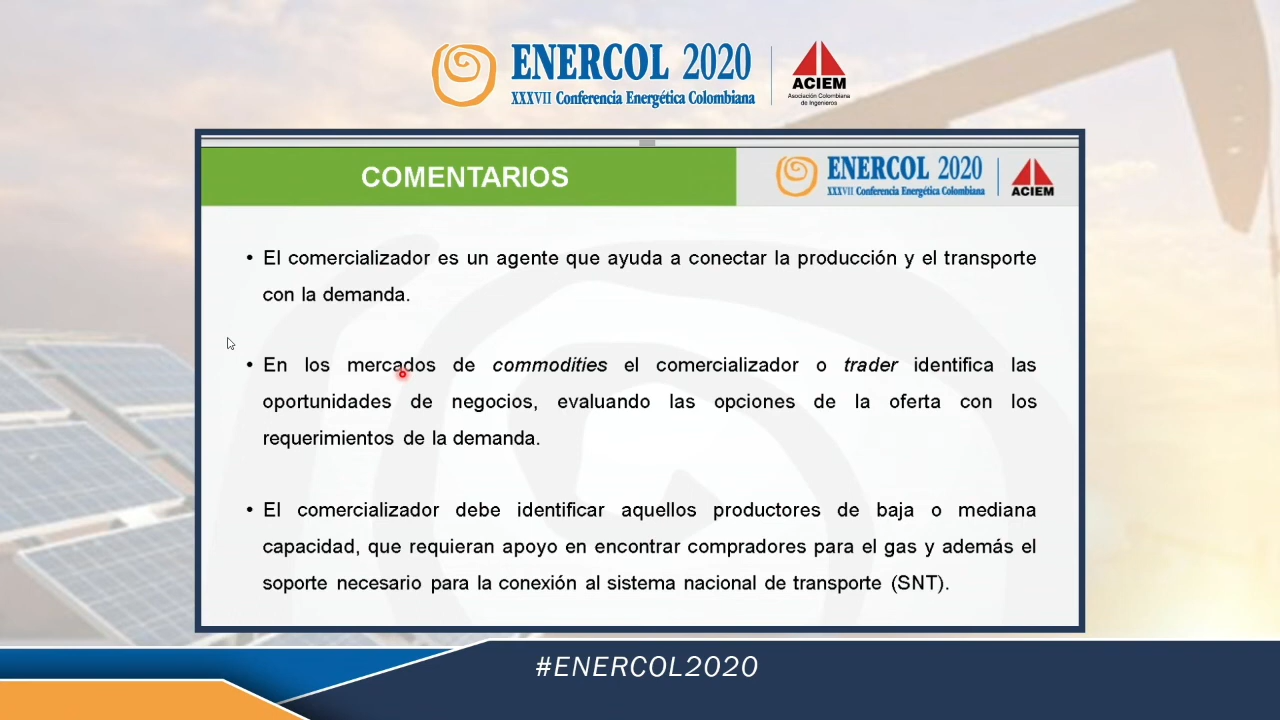 ENERCOL 2020
XXXVII Conferencia Energética Colombiana
ACIEM
Asociación Colombiana
de Ingenieros
COMENTARIOS
ENERCOL 2020
XXXVII Conferencia Energética Colombiana
ACIEM
• El comercializador es un agente que ayuda a conectar la producción y el transporte
con la demanda.
• En los mercados de commodities el comercializador o trader identifica las
oportunidades de negocios, evaluando las opciones de la oferta con los
requerimientos de la demanda.
• El comercializador debe identificar aquellos productores de baja o mediana
capacidad, que requieran apoyo en encontrar compradores para el gas y además el
soporte necesario para la conexión al sistema nacional de transporte (SNT).
#ENERCOL2020